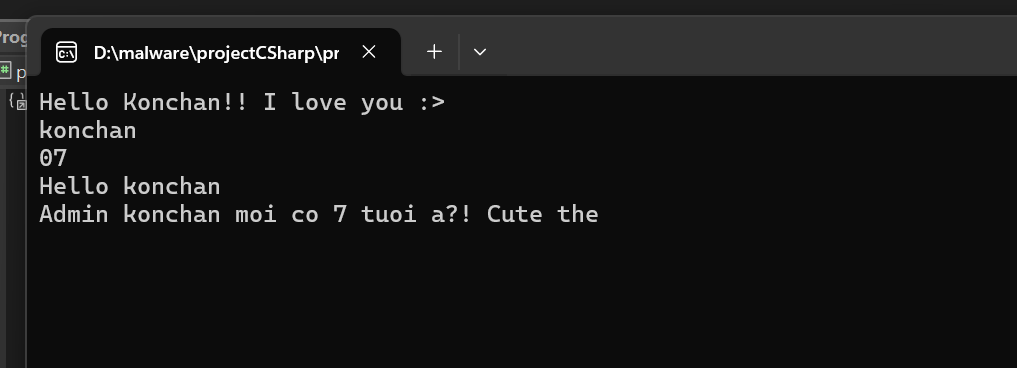 Prog
D:\malware\projectCSharp\pr
p
Hello Konchan!! I love you :>
konchan
07
Hello konchan
Admin konchan moi co 7 tuoi a?! Cute the